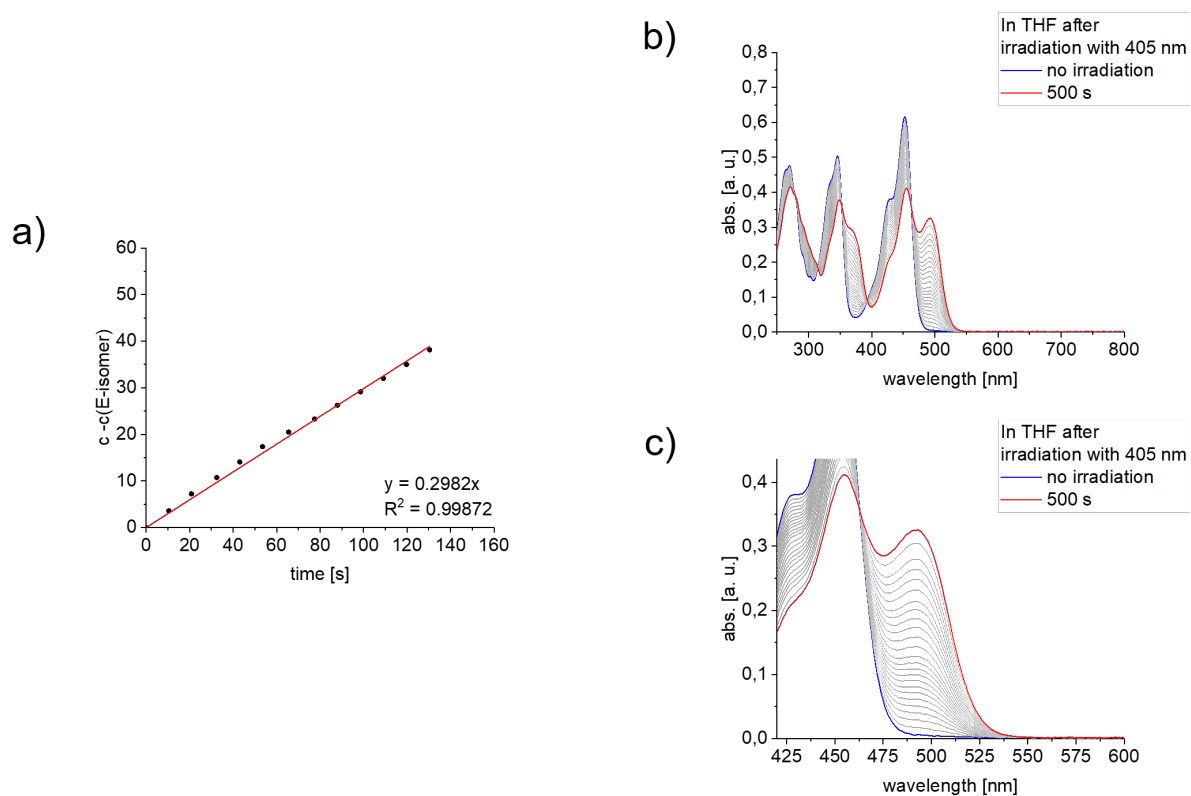 a)
60
50
40
30
20
10
0
c -c(E-isomer)
y = 0.2982x
R² = 0.99872
0 20 40 60 80 100 120 140 160
time [s]
b)
In THF after
irradiation with 405 nm
no irradiation
500 s
0,8
0,7
0,6
0,5
0,4
0,3
0,2
0,1
0,0
abs. [a. u.]
300 400 500 600 700 800
wavelength [nm]
c)
In THF after
irradiation with 405 nm
no irradiation
500 s
0,4
0,3
0,2
0,1
0,0
abs. [a. u.]
425 450 475 500 525 550 575 600
wavelength [nm]